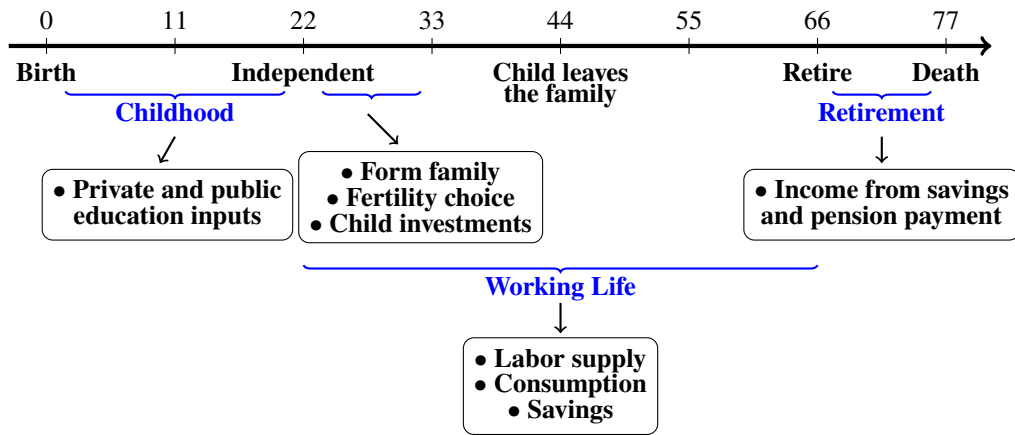 0 11 22 33 44 55 66 77
Birth Independent Child leaves Retire Death
the family
Childhood Retirement
• Private and public
education inputs
• Form family
• Fertility choice
• Child investments
• Income from savings
and pension payment
Working Life
• Labor supply
• Consumption
• Savings